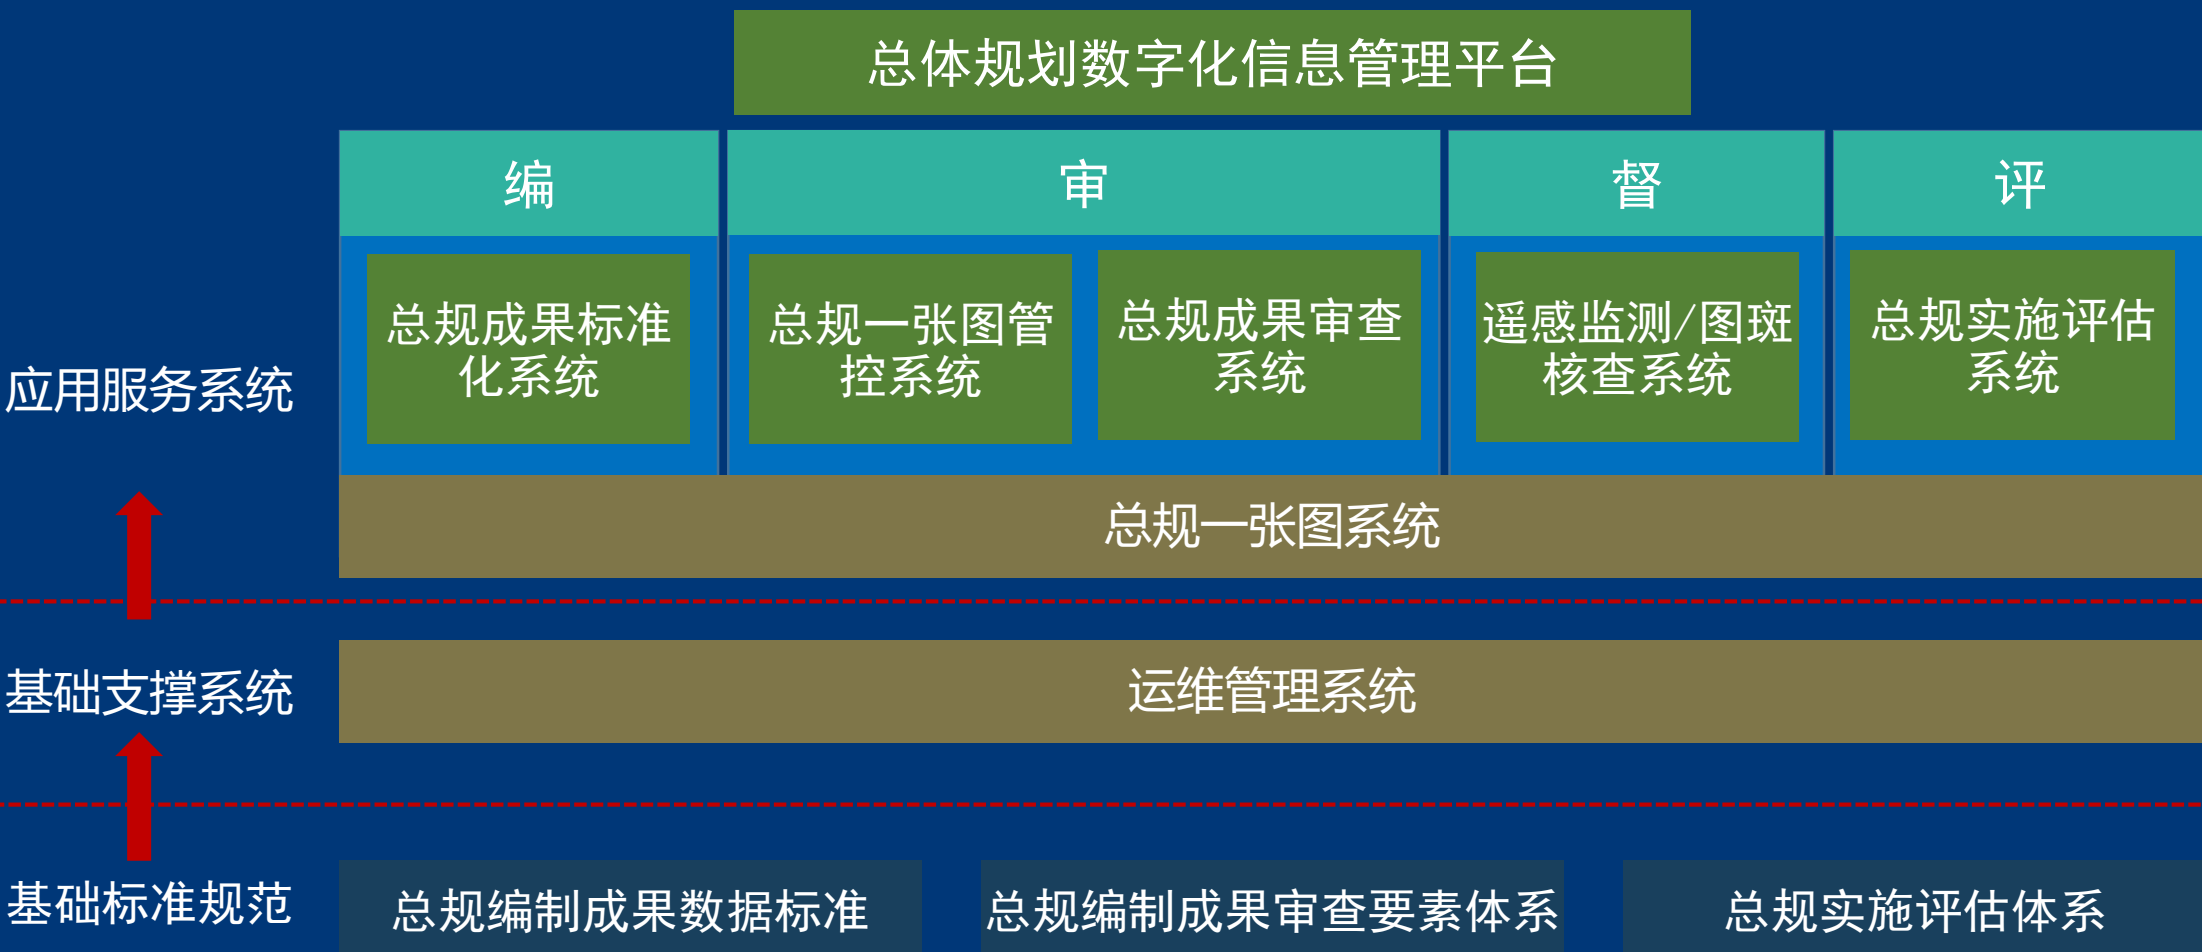 总体规划数字化信息管理平台
编
审
督
评
总规成果标准
化系统
总规一张图管
控系统
总规成果审查
系统
遥感监测/图斑
核查系统
总规实施评估
系统
应用服务系统
总规一张图系统
基础支撑系统
运维管理系统
基础标准规范
总规编制成果数据标准
总规编制成果审查要素体系
总规实施评估体系